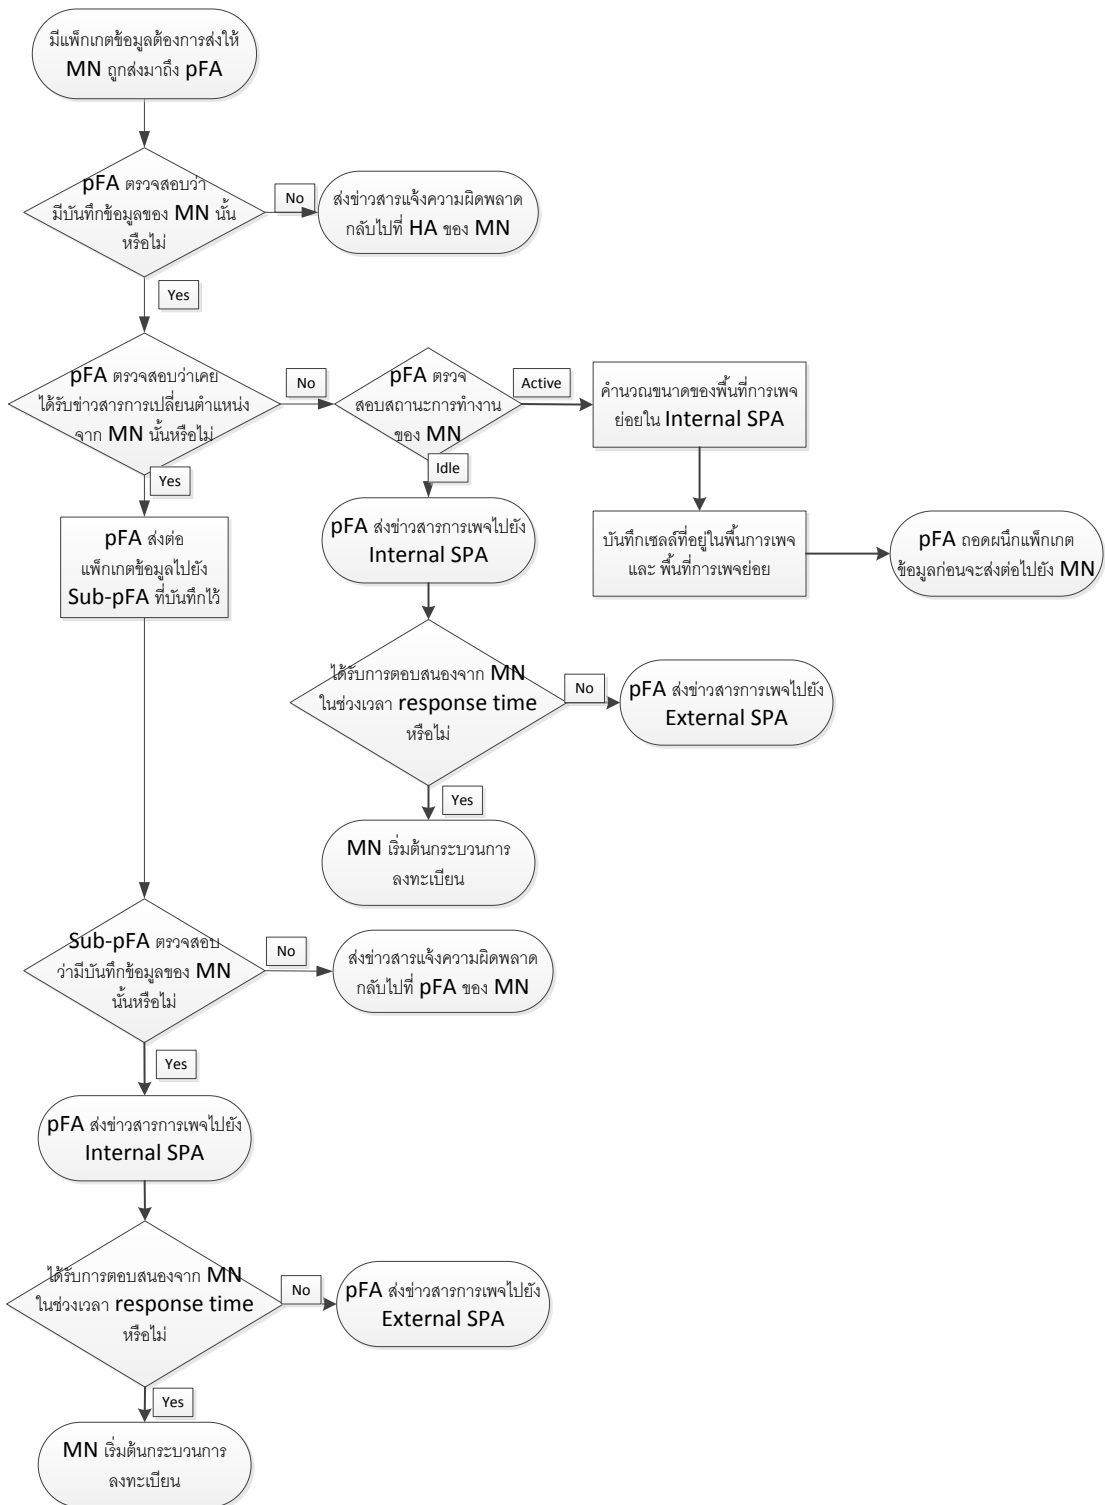 มีแพ็กเกตข้อมูลต้องการส่งให้
MN ถูกส่งมาถึง pFA
pFA ตรวจสอบว่า
มีบันทึกข้อมูลของ MN นั้น
หรือไม่
No
ส่งข่าวสารแจ้งความผิดพลาด
กลับไปที่ HA ของ MN
Yes
pFA ตรวจสอบว่าเคย
ได้รับข่าวสารการเปลี่ยนตำแหน่ง
จาก MN นั้นหรือไม่
No
pFA ตรวจ
สอบสถานะการทำงาน
ของ MN
Active
คำนวณขนาดของพื้นที่การเพจ
ย่อยใน Internal SPA
Yes
Idle
pFA ส่งต่อ
แพ็กเกตข้อมูลไปยัง
Sub-pFA ที่บันทึกไว้
pFA ส่งข่าวสารการเพจไปยัง
Internal SPA
บันทึกเซลล์ที่อยู่ในพื้นการเพจ
และ พื้นที่การเพจย่อย
pFA ถอดผนึกแพ็กเกต
ข้อมูลก่อนจะส่งต่อไปยัง MN
ได้รับการตอบสนองจาก MN
ในช่วงเวลา response time
หรือไม่
No
pFA ส่งข่าวสารการเพจไปยัง
External SPA
Yes
MN เริ่มต้นกระบวนการ
ลงทะเบียน
Sub-pFA ตรวจสอบ
ว่ามีบันทึกข้อมูลของ MN
นั้นหรือไม่
No
ส่งข่าวสารแจ้งความผิดพลาด
กลับไปที่ pFA ของ MN
Yes
pFA ส่งข่าวสารการเพจไปยัง
Internal SPA
ได้รับการตอบสนองจาก MN
ในช่วงเวลา response time
หรือไม่
No
pFA ส่งข่าวสารการเพจไปยัง
External SPA
Yes
MN เริ่มต้นกระบวนการ
ลงทะเบียน